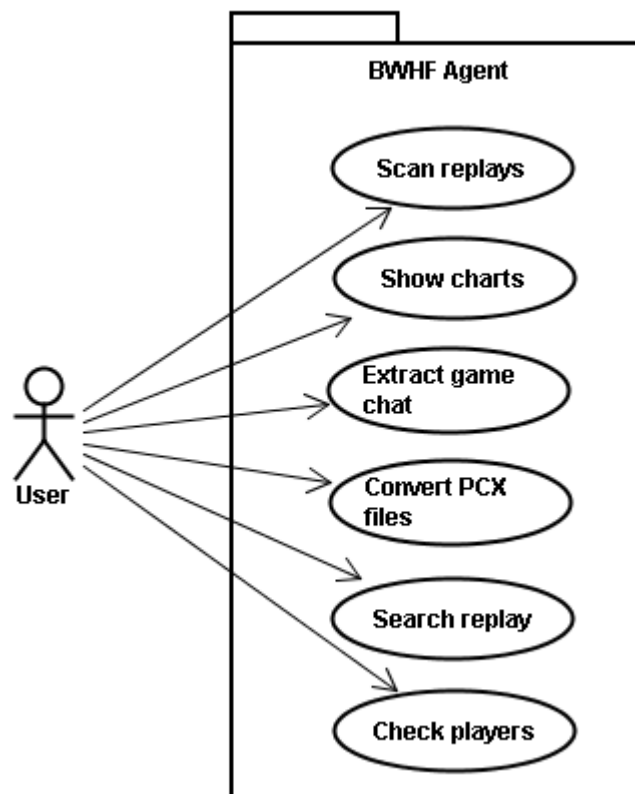 BWHF Agent
Scan replays
Show charts
Extract game
chat
Convert PCX
files
User
Search replay
Check players